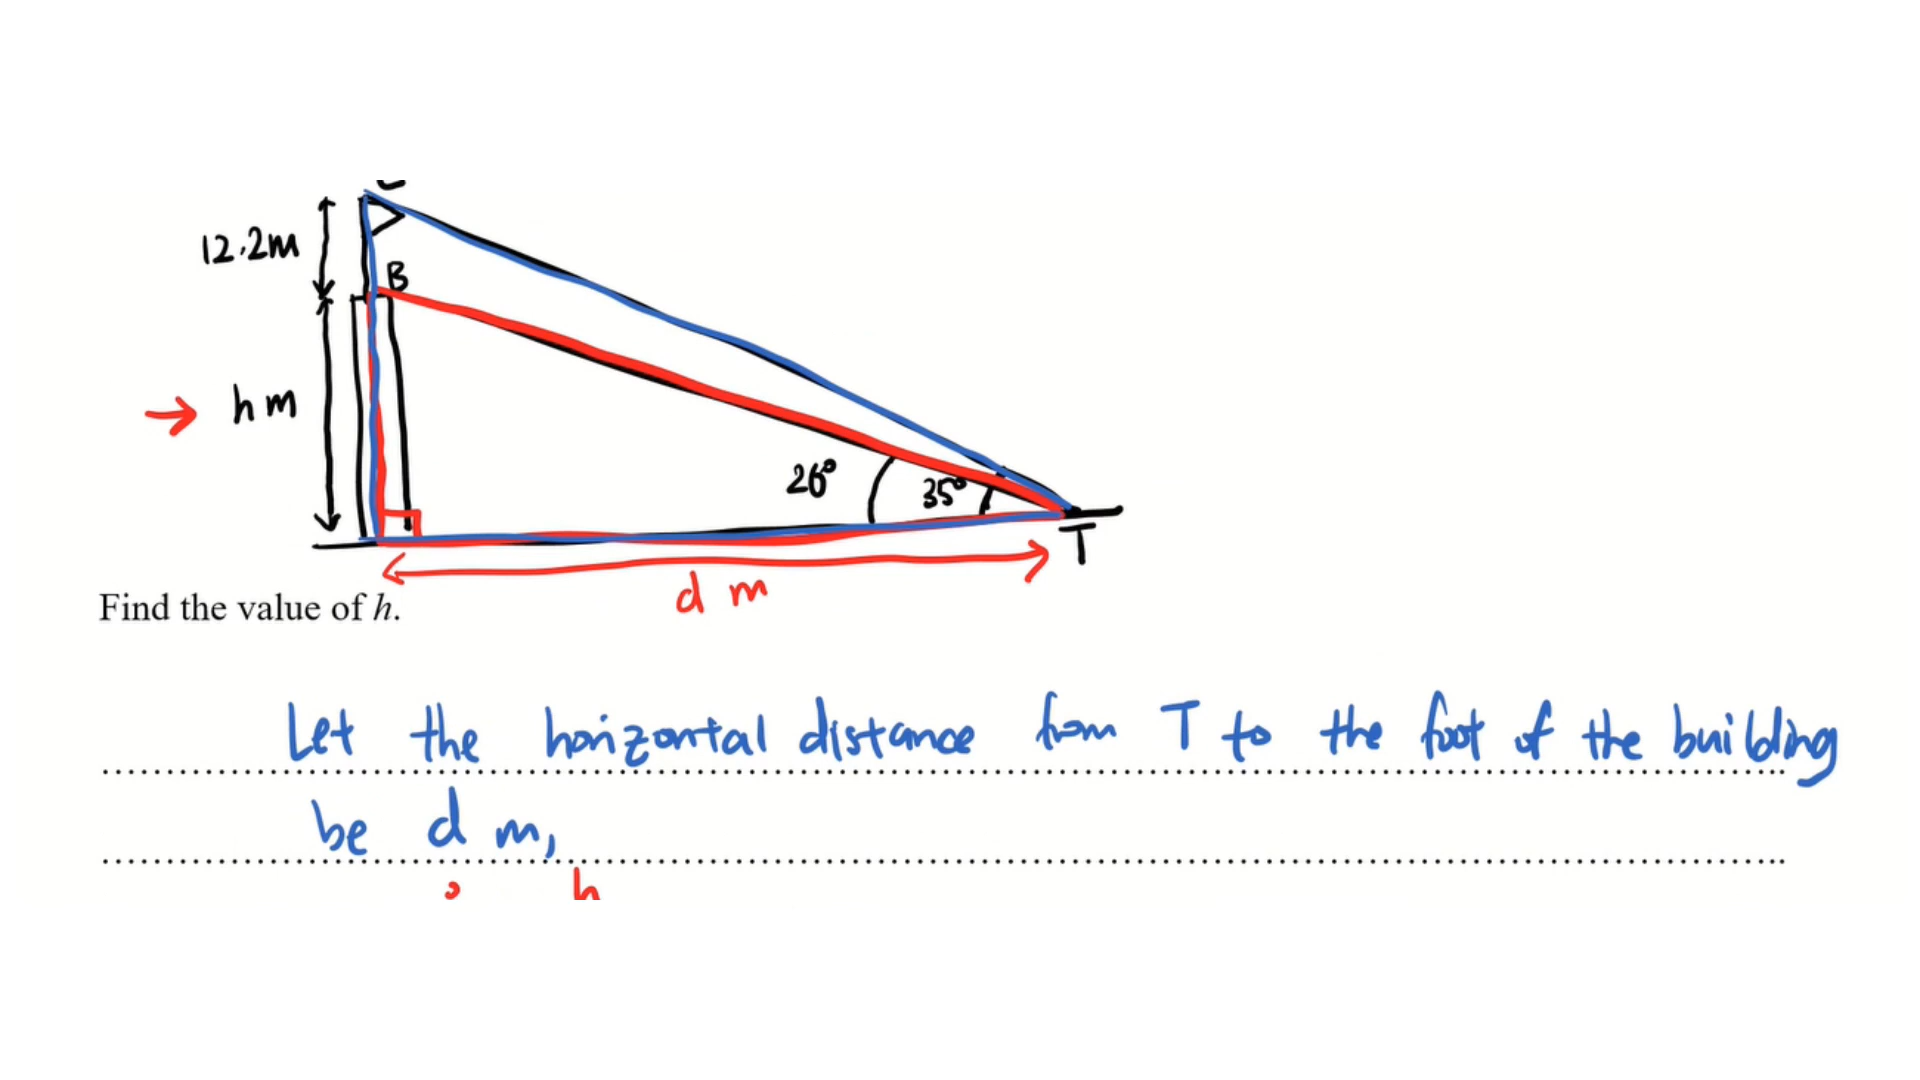 12.2m
B
h m
26°
35°
T
d m
Find the value of h.
Let the horizontal distance from T to the foot of the building
be d m,
h